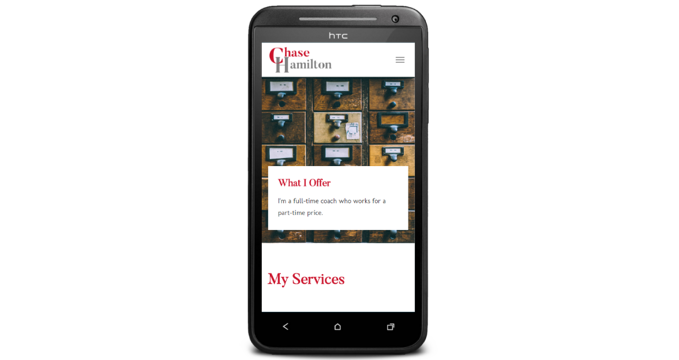 htc
Chase
Hamilton
What I Offer
I'm a full-time coach who works for a
part-time price.
My Services